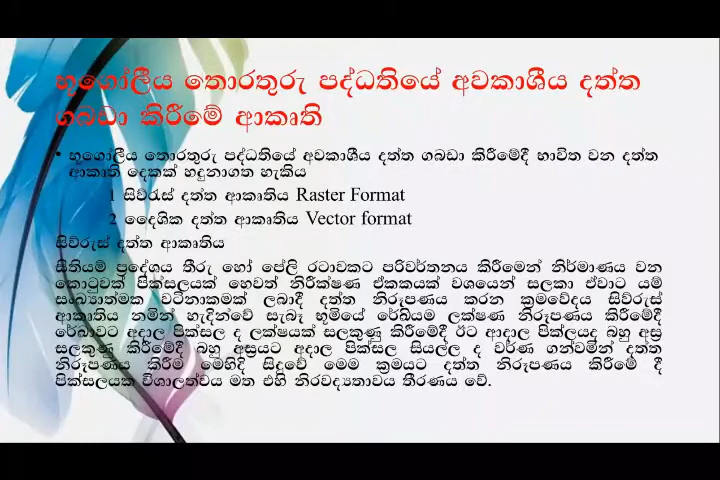 භූගෝලීය තොරතුරු පද්ධතියේ අවකාශීය දත්ත
ගබඩා කිරීමේ ආකෘති
• භූගෝලීය තොරතුරු පද්ධතියේ අවකාශීය දත්ත ගබඩා කිරීමේදී භාවිත වන දත්ත
ආකෘති දෙකක් හදුනාගත හැකිය
1 සිවිරැස් දත්ත ආකෘතිය Raster Format
2 දෛශික දත්ත ආකෘතිය Vector format
සිවිරුස් දත්ත ආකෘතිය
සිතියම් ප්‍රදේශය තීරු හෝ පේලි රටාවකට පරිවර්තනය කිරීමෙන් නිර්මාණය වන
කොටුවක් පික්සලයක් හෙවත් නිරීක්ෂණ ඒකකයක් වශයෙන් සලකා ඒවාට යම්
සංඛ්‍යාත්මක වටිනාකමක් ලබාදී දත්ත නිරූපණය කරන ක්‍රමවේදය සිවිරුස්
ආකෘතිය නමින් හැදින්වේ සැබෑ භූමියේ රේඛීයම ලක්ෂණ නිරූපණය කිරීමේදී
රේඛාවට අදාල පික්සල ද ලක්ෂයක් සලකුණු කිරීමේදී ඊට ආදාල පික්ලයද බහු අස්‍ර
සලකුණු කිරීමේදී බහු අස්‍රයට අදාල පික්සල සියල්ල ද වර්ණ ගන්වමින් දත්ත
නිරූපණය කිරීම මෙහිදි සිදුවේ මෙම ක්‍රමයට දත්ත නිරූපණය කිරීමේ දී
පික්සලයක විශාලත්වය මත එහි නිරවද්‍යතාවය තීරණය වේ.